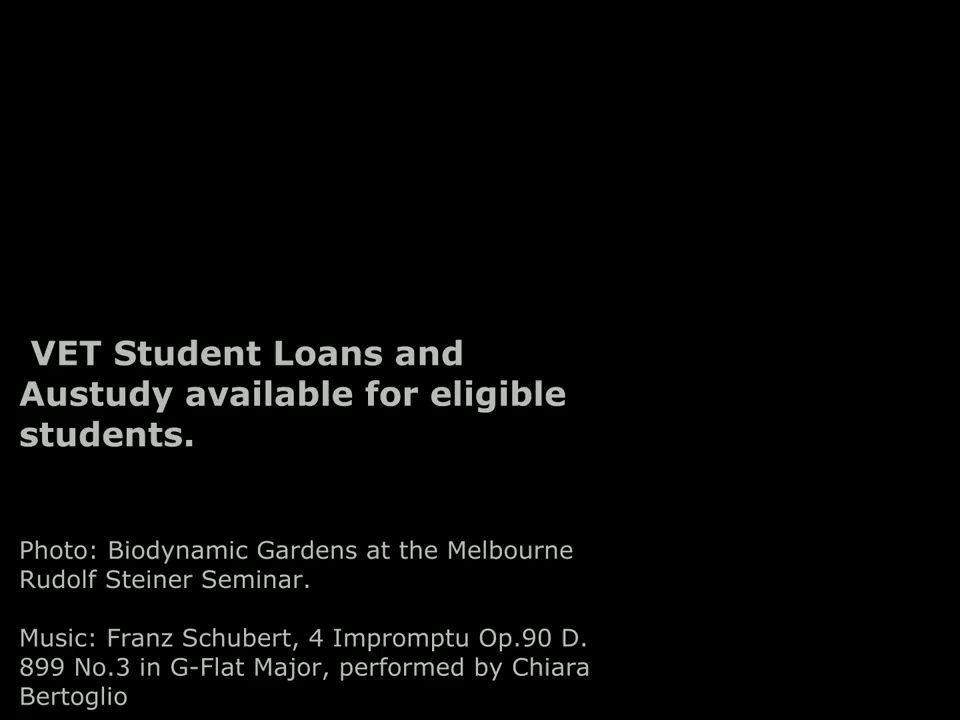 VET Student Loans and
Austudy available for eligible
students.
Photo: Biodynamic Gardens at the Melbourne
Rudolf Steiner Seminar.
Music: Franz Schubert, 4 Impromptu Op.90 D.
899 No.3 in G-Flat Major, performed by Chiara
Bertoglio